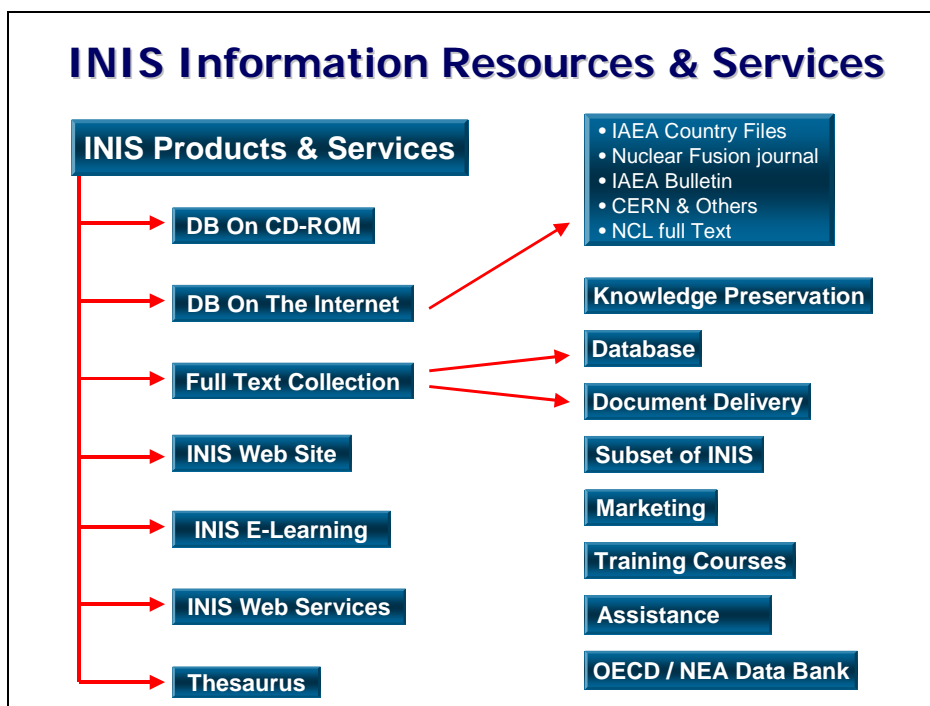 INIS Information Resources & Services
INIS Products & Services
DB On CD-ROM
DB On The Internet
Full Text Collection
INIS Web Site
INIS E-Learning
INIS Web Services
Thesaurus
• IAEA Country Files
• Nuclear Fusion journal
• IAEA Bulletin
• CERN & Others
• NCL full Text
Knowledge Preservation
Database
Document Delivery
Subset of INIS
Marketing
Training Courses
Assistance
OECD / NEA Data Bank